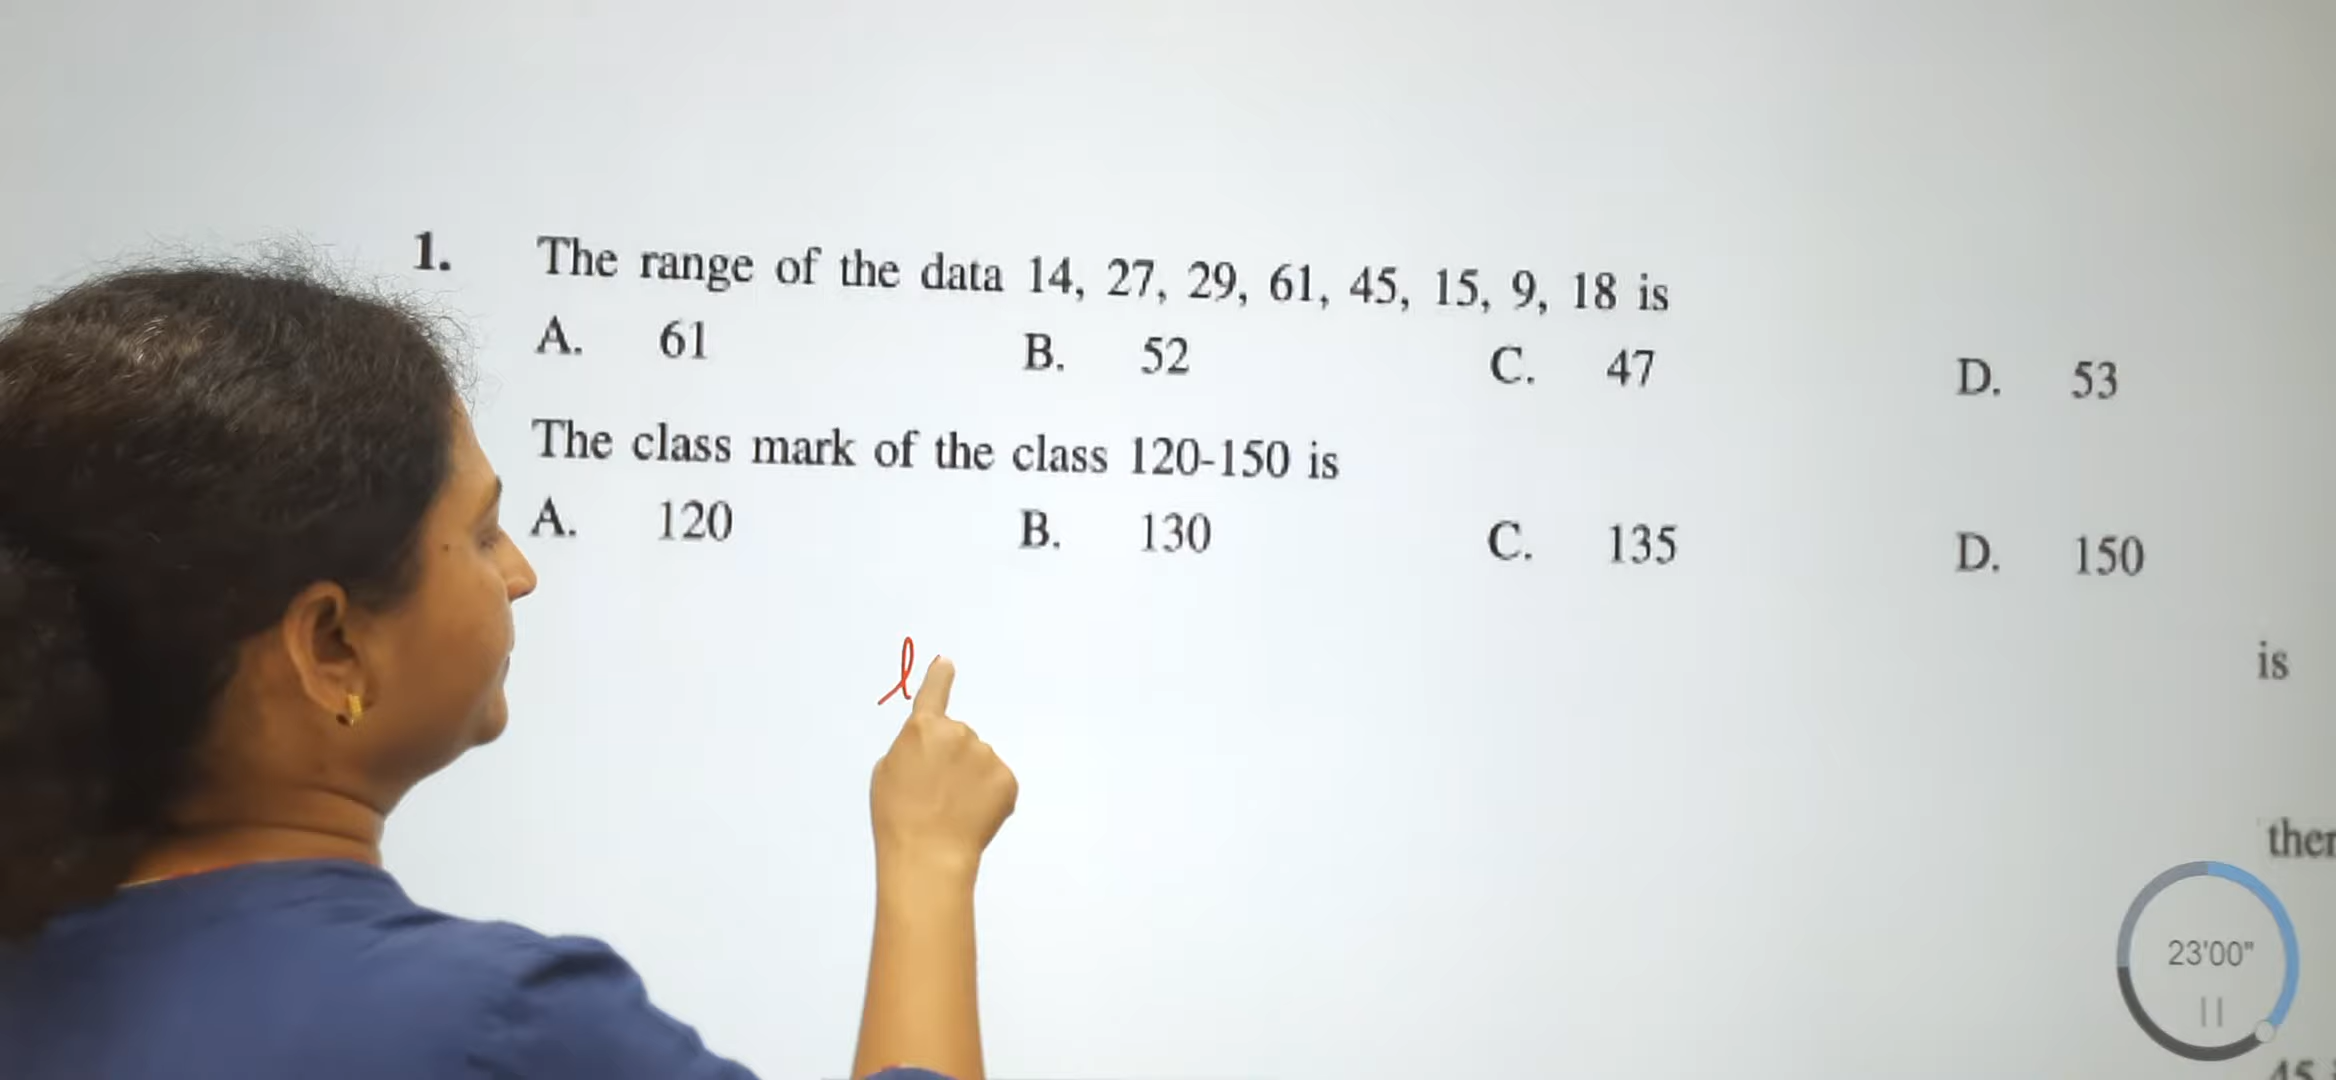 1. The range of the data 14, 27, 29, 61, 45, 15, 9, 18 is
A. 61 B. 52 C. 47 D. 53
The class mark of the class 120-150 is
A. 120 B. 130 C. 135 D. 150
l
is
23'00"
45